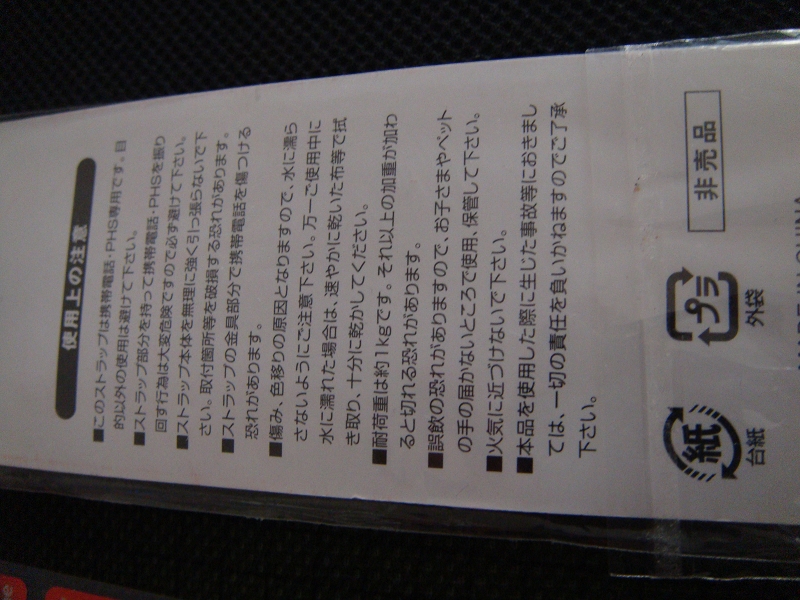 使用上の注意
■このストラップは携帯電話・PHS専用です。目
的以外の使用は避けて下さい。
■ストラップ部分を持って携帯電話・PHSを振り
回す行為は大変危険ですので必ず避けて下さい。
■ストラップ本体を無理に強く引っ張らないで下
さい。取付箇所等を破損する恐れがあります。
■ストラップの金具部分で携帯電話を傷つける
恐れがあります。
■傷み、色移りの原因となりますので、水に濡ら
さないようにご注意下さい。万一ご使用中に
水に濡れた場合は、速やかに乾いた布等で拭
き取り、十分に乾かしてください。
■耐荷重は約1kgです。それ以上の加重が加わ
ると切れる恐れがあります。
■誤飲の恐れがありますので、お子さまやペット
の手の届かないところで使用、保管して下さい。
■火気に近づけないで下さい。
■本品を使用した際に生じた事故等におきまし
ては、一切の責任を負いかねますのでご了承
下さい。
紙
台紙
プラ
外袋
非売品